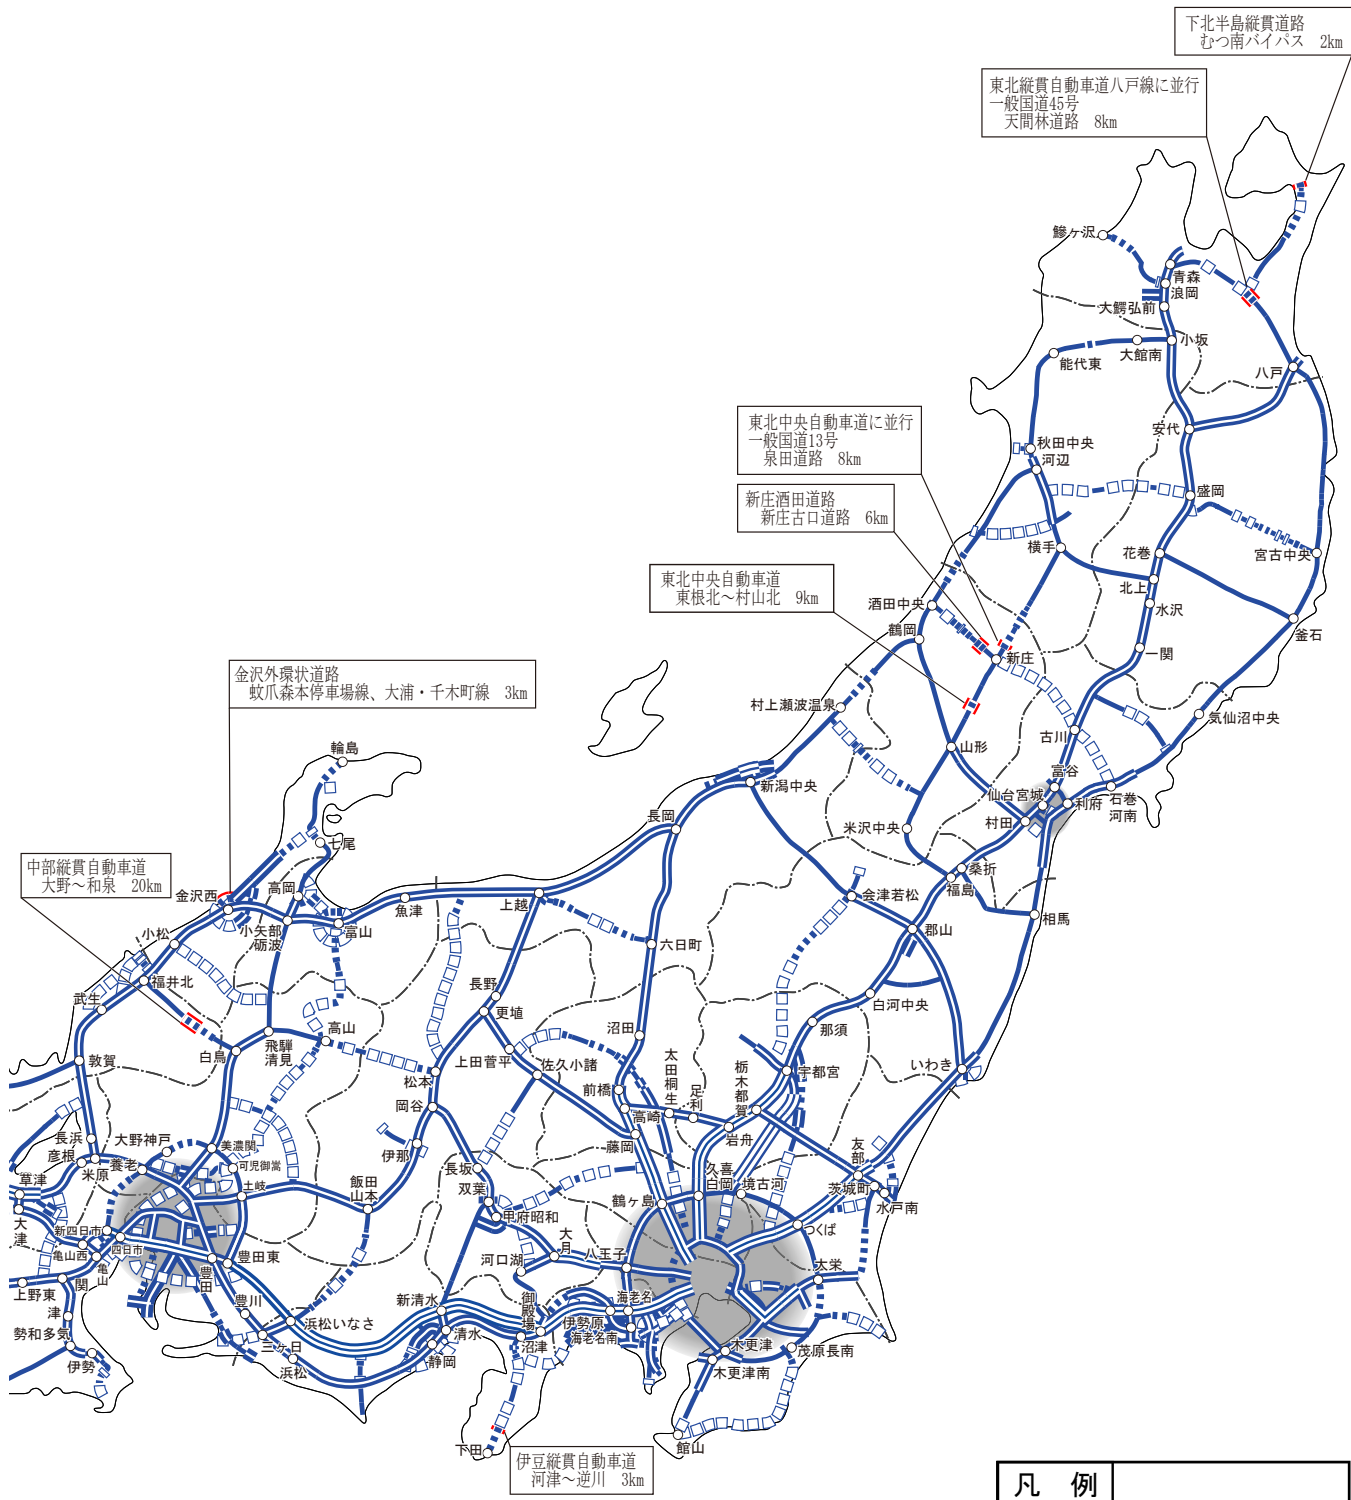 下北半島縦貫道路
むつ南バイパス　2km
東北縦貫自動車道八戸線に並行
一般国道45号
天間林道路　8km
東北中央自動車道に並行
一般国道13号
泉田道路　8km
新庄酒田道路
新庄古口道路　6km
東北中央自動車道
東根北～村山北　9km
金沢外環状道路
蚊爪森本停車場線、大浦・千木町線　3km
中部縦貫自動車道
大野～和泉　20km
伊豆縦貫自動車道
河津～逆川　3km
鰺ヶ沢
青森
浪岡
大鰐弘前
小坂
大館南
能代東
八戸
安代
秋田中央
河辺
盛岡
横手
花巻
宮古中央
北上
水沢
酒田中央
鶴岡
釜石
一関
新庄
村上瀬波温泉
気仙沼中央
山形
古川
富谷
仙台宮城
利府
石巻
河南
村田
米沢中央
桑折
福島
相馬
新潟中央
長岡
会津若松
郡山
輪島
七尾
高岡
金沢西
小矢部
砺波
富山
魚津
上越
六日町
小松
福井北
武生
長野
更埴
白河中央
那須
沼田
高山
飛騨
清見
白鳥
敦賀
上田菅平
佐久小諸
松本
岡谷
太田桐生
足利
栃木都賀
宇都宮
いわき
前橋
高崎
藤岡
岩舟
長浜
彦根
米原
大野神戸
養老
美濃関
可児御嵩
土岐
伊那
飯田
山本
長坂
双葉
甲府昭和
友部
茨城町
水戸南
久喜
白岡
境古河
鶴ヶ島
つくば
草津
大津
新四日市
亀山西
四日市
亀山
上野東
関
津
勢和多気
伊勢
豊田
豊田東
豊川
浜松いなさ
三ヶ日
浜松
河口湖
大月
八王子
大栄
新清水
清水
静岡
御殿場
沼津
伊勢原
海老名
海老名南
木更津
木更津南
茂原長南
館山
下田
凡　例